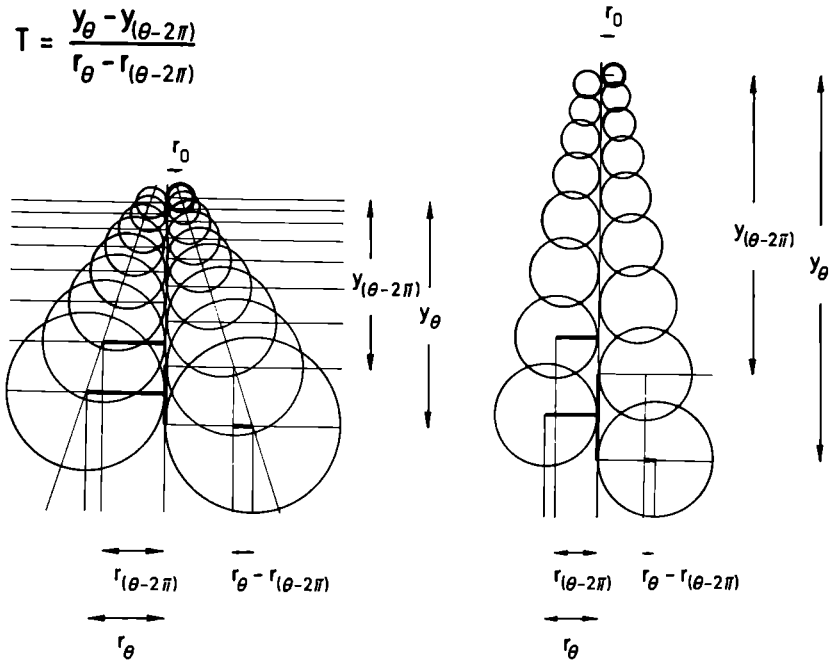 T = \frac{y_θ - y_{(θ-2π)}}{r_θ - r_{(θ-2π)}}
r_0
r_0
y_{(θ-2π)}
y_θ
y_{(θ-2π)}
y_θ
r_{(θ-2π)}
r_θ - r_{(θ-2π)}
r_θ
r_{(θ-2π)}
r_θ - r_{(θ-2π)}
r_θ